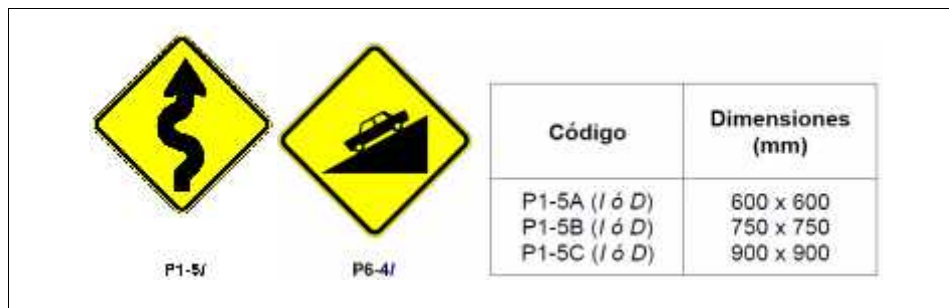 Código
Dimensiones
(mm)
P1-5A (I ó D)
600 x 600
P1-5B (I ó D)
750 x 750
P1-5C (I ó D)
900 x 900
P1-5I
P6-4I